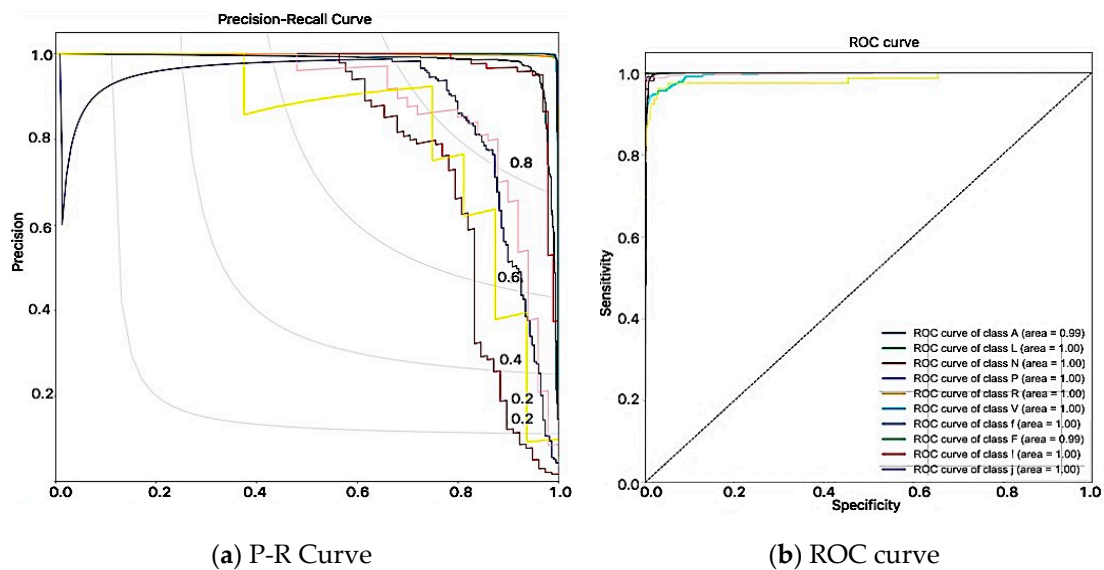 Precision-Recall Curve
1.0
0.8
0.6
0.4
0.2
Precision
0.8
0.6
0.4
0.2
0.2
0.0
0.2
0.4
0.6
0.8
1.0
(a) P-R Curve
ROC curve
1.0
0.8
0.6
0.4
0.2
0.0
Sensitivity
ROC curve of class A (area = 0.99)
ROC curve of class L (area = 1.00)
ROC curve of class N (area = 1.00)
ROC curve of class P (area = 1.00)
ROC curve of class R (area = 1.00)
ROC curve of class V (area = 1.00)
ROC curve of class f (area = 1.00)
ROC curve of class F (area = 0.99)
ROC curve of class ! (area = 1.00)
ROC curve of class j (area = 1.00)
0.0
0.2
0.4
0.6
0.8
1.0
Specificity
(b) ROC curve